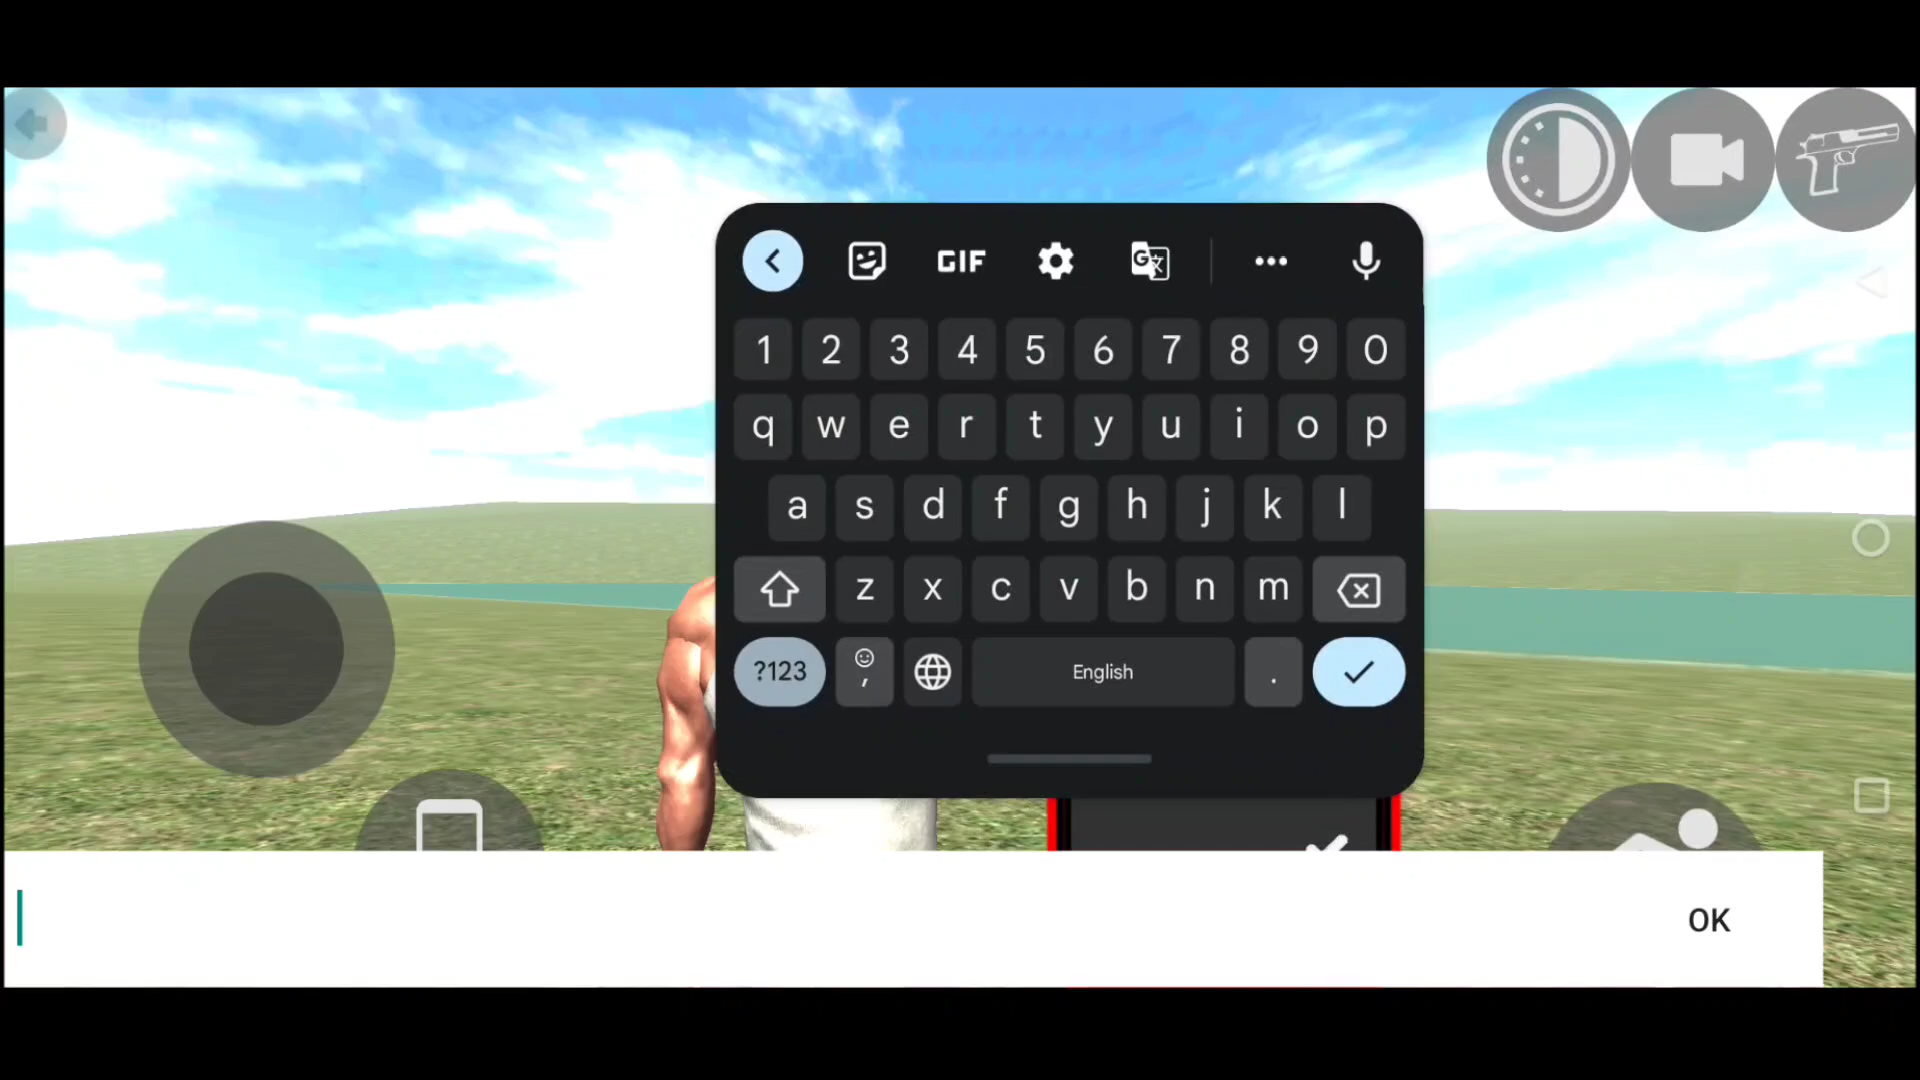 GIF
1 2 3 4 5 6 7 8 9 0
q w e r t y u i o p
a s d f g h j k l
z x c v b n m
?123 , English .
OK